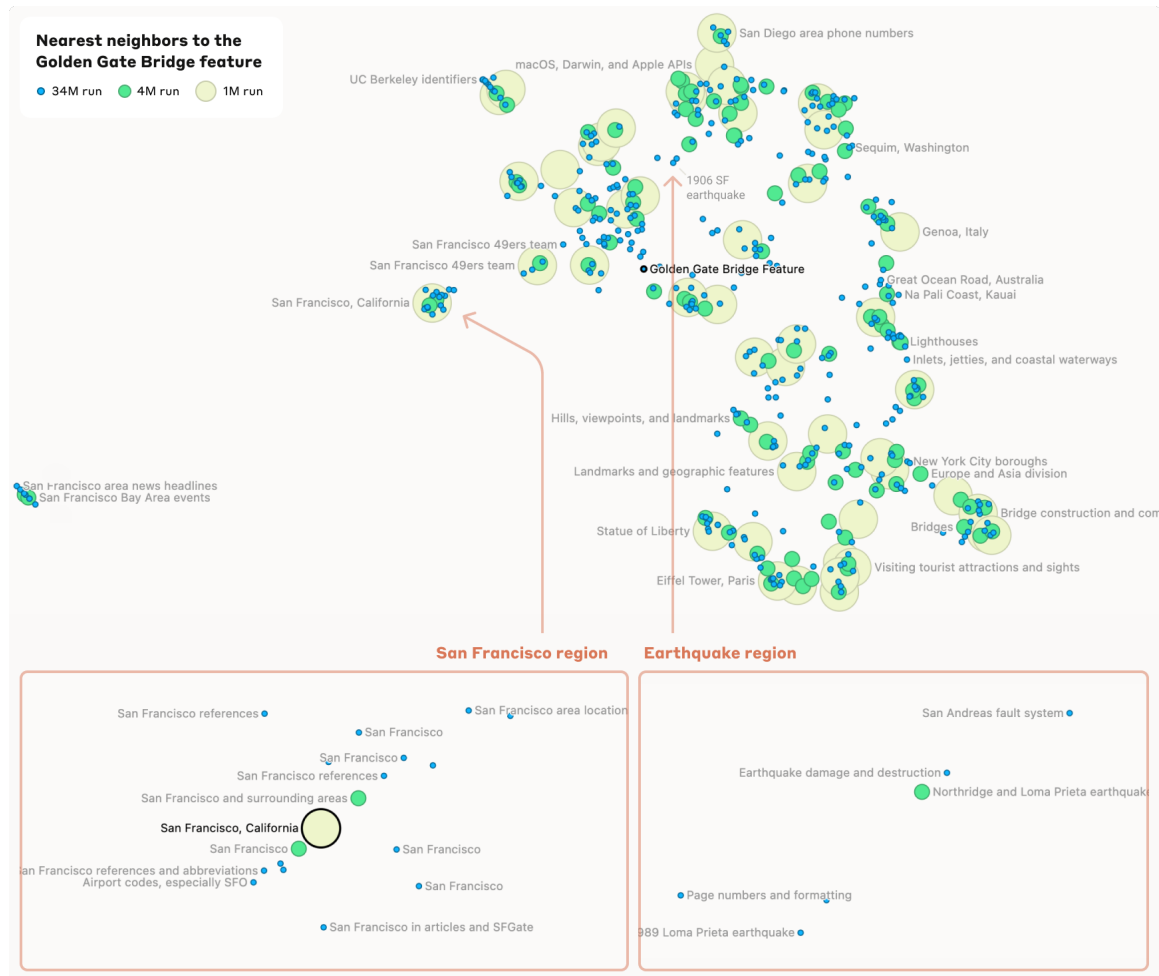 Nearest neighbors to the
Golden Gate Bridge feature
34M run 4M run 1M run
San Diego area phone numbers
macOS, Darwin, and Apple APIs
UC Berkeley identifiers
Sequim, Washington
1906 SF
earthquake
Genoa, Italy
San Francisco 49ers team
San Francisco 49ers team
Golden Gate Bridge Feature
Great Ocean Road, Australia
Na Pali Coast, Kauai
San Francisco, California
Lighthouses
Inlets, jetties, and coastal waterways
Hills, viewpoints, and landmarks
New York City boroughs
Landmarks and geographic features
Europe and Asia division
San Francisco area news headlines
San Francisco Bay Area events
Bridge construction and com
Bridges
Statue of Liberty
Visiting tourist attractions and sights
Eiffel Tower, Paris
San Francisco region
Earthquake region
San Francisco references
San Francisco area location
San Francisco
San Francisco
San Francisco references
San Francisco and surrounding areas
San Francisco, California
San Francisco
San Francisco
San Francisco references and abbreviations
Airport codes, especially SFO
San Francisco
San Francisco in articles and SFGate
San Andreas fault system
Earthquake damage and destruction
Northridge and Loma Prieta earthquake
Page numbers and formatting
989 Loma Prieta earthquake